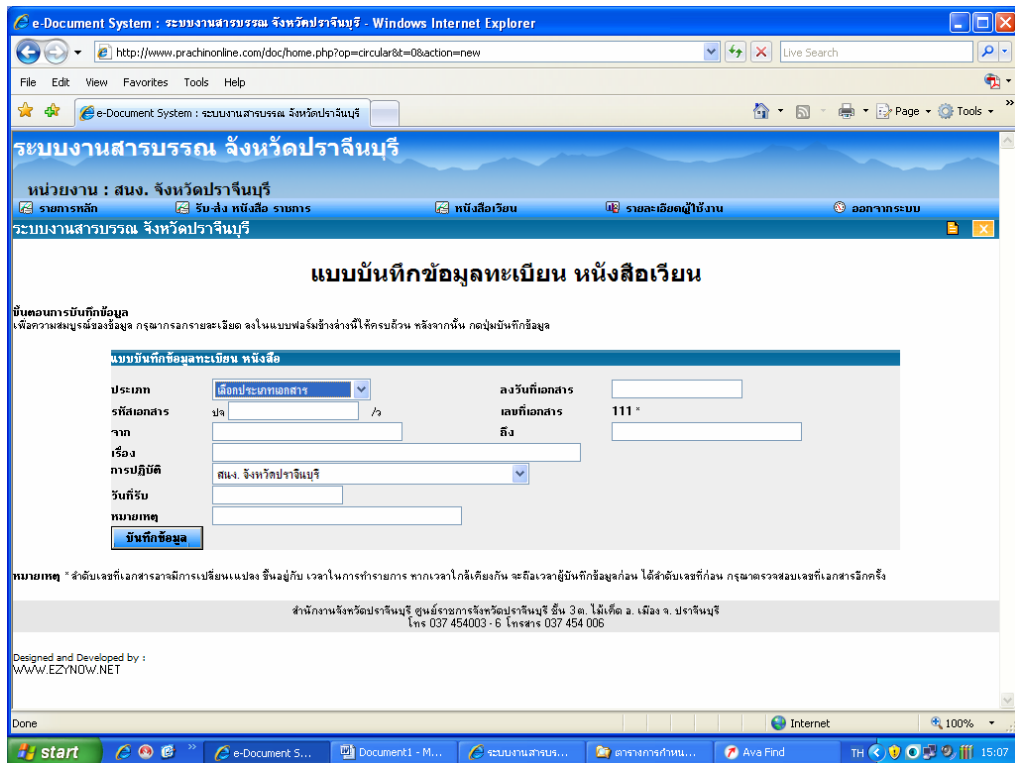 e-Document System : ระบบงานสารบรรณ จังหวัดปราจีนบุรี - Windows Internet Explorer
http://www.prachinonline.com/doc/home.php?op=circular&t=0&action=new
Live Search
File Edit View Favorites Tools Help
e-Document System : ระบบงานสารบรรณ จังหวัดปราจีนบุรี
Page Tools
ระบบงานสารบรรณ จังหวัดปราจีนบุรี
หน่วยงาน : สนง. จังหวัดปราจีนบุรี
รายการหลัก รับ-ส่ง หนังสือ ราชการ หนังสือเวียน รายละเอียดผู้ใช้งาน ออกจากระบบ
ระบบงานสารบรรณ จังหวัดปราจีนบุรี
แบบบันทึกข้อมูลทะเบียน หนังสือเวียน
ขั้นตอนการบันทึกข้อมูล
เพื่อความสมบูรณ์ของข้อมูล กรุณากรอกรายละเอียด ลงในแบบฟอร์มข้างล่างนี้ให้ครบถ้วน หลังจากนั้น กดปุ่มบันทึกข้อมูล
แบบบันทึกข้อมูลทะเบียน หนังสือ
ประเภท เลือกประเภทเอกสาร ลงวันที่เอกสาร
รหัสเอกสาร ปจ /ว เลขที่เอกสาร 111 *
จาก ถึง
เรื่อง
การปฏิบัติ สนง. จังหวัดปราจีนบุรี
วันที่รับ
หมายเหตุ
บันทึกข้อมูล
หมายเหตุ * ลำดับเลขที่เอกสารอาจมีการเปลี่ยนแปลง ขึ้นอยู่กับ เวลาในการทำรายการ หากเวลาใกล้เคียงกัน จะถือเวลาผู้บันทึกข้อมูลก่อน ได้ลำดับเลขที่ก่อน กรุณาตรวจสอบเลขที่เอกสารอีกครั้ง
สำนักงานจังหวัดปราจีนบุรี ศูนย์ราชการจังหวัดปราจีนบุรี ชั้น 3 ต. ไม้เค็ด อ. เมือง จ. ปราจีนบุรี
โทร 037 454003 - 6 โทรสาร 037 454 006
Designed and Developed by :
WWW.EZYNOW.NET
Done Internet 100%
start e-Document S... Document1 - M... ระบบงานสารบร... ตารางการกำหน... Ava Find TH 15:07